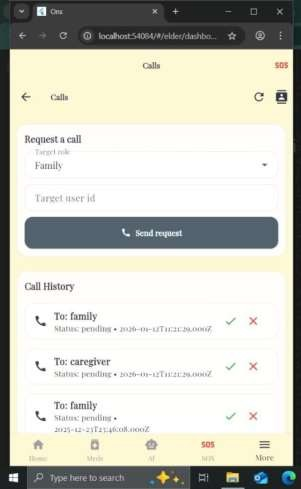 Ons
localhost:54084/#/elder/dashbo...
Calls
SOS
Calls
Request a call
Target role
Family
Target user id
Send request
Call History
To: family
Status: pending • 2026-01-12T11:21:29.000Z
To: caregiver
Status: pending • 2026-01-12T11:21:29.000Z
To: family
Status: pending •
2025-12-23T23:46:08.000Z
Home
Meds
AI
SOS
More
Type here to search